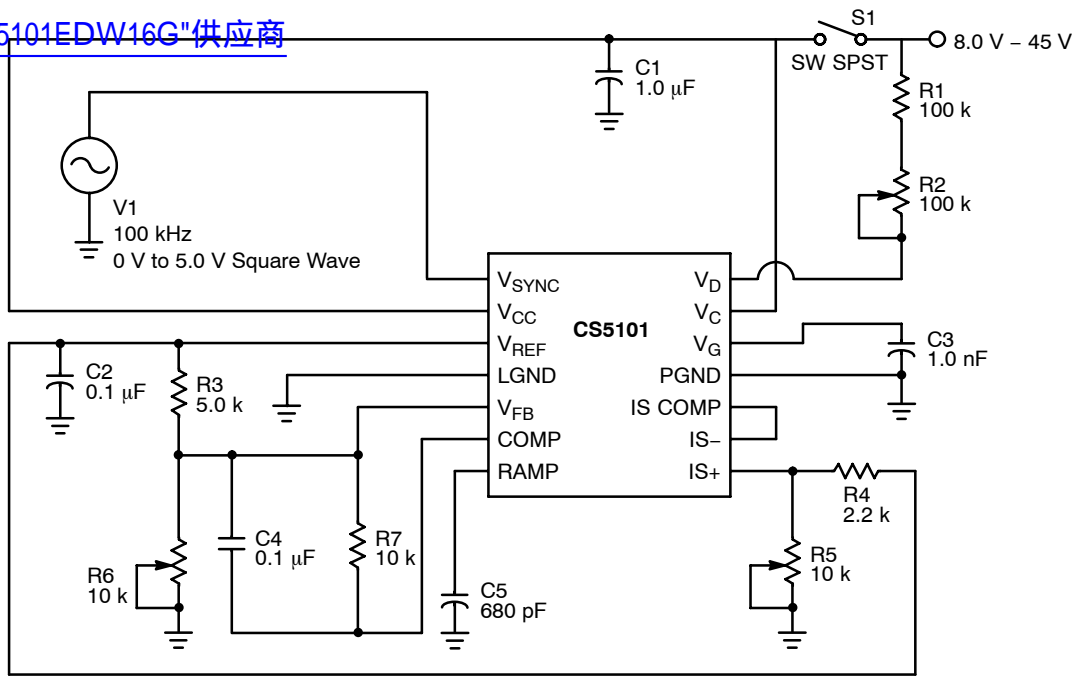 5101EDW16G"供应商
S1
8.0 V – 45 V
SW SPST
C1
1.0 μF
R1
100 k
R2
100 k
V1
100 kHz
0 V to 5.0 V Square Wave
VSYNC
VD
VCC
VC
CS5101
VREF
VG
C3
1.0 nF
C2
0.1 μF
R3
5.0 k
LGND
PGND
VFB
IS COMP
COMP
IS–
RAMP
IS+
R4
2.2 k
C4
0.1 μF
R7
10 k
R5
10 k
R6
10 k
C5
680 pF